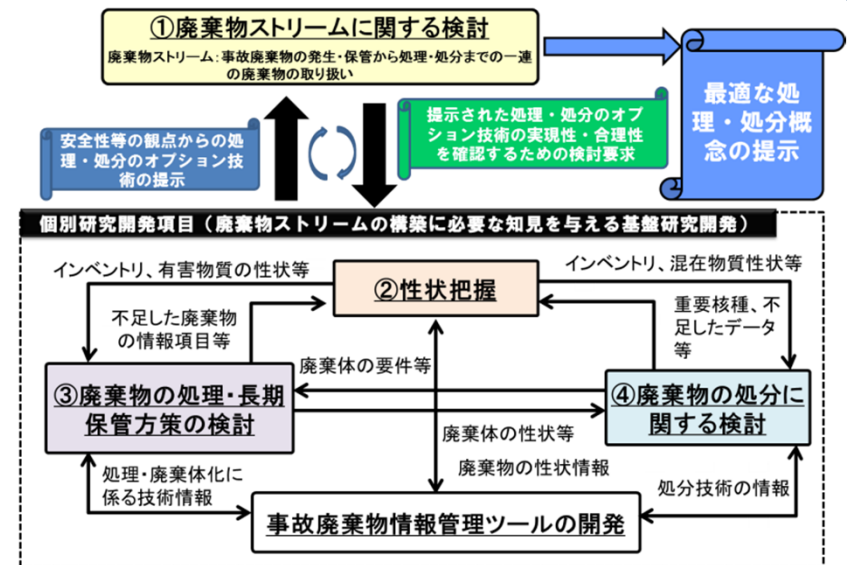 ①廃棄物ストリームに関する検討
廃棄物ストリーム：事故廃棄物の発生・保管から処理・処分までの一連
の廃棄物の取り扱い
最適な処
理・処分概
念の提示
安全性等の観点からの処
理・処分のオプション技
術の提示
提示された処理・処分のオプ
ション技術の実現性・合理性
を確認するための検討要求
個別研究開発項目（廃棄物ストリームの構築に必要な知見を与える基盤研究開発）
インベントリ、有害物質の性状等
②性状把握
インベントリ、混在物質性状等
不足した廃棄物
の情報項目等
重要核種、不
足したデータ
等
廃棄体の要件等
③廃棄物の処理・長期
保管方策の検討
④廃棄物の処分に
関する検討
廃棄体の性状等
廃棄物の性状情報
処理・廃棄体化に
係る技術情報
処分技術の情報
事故廃棄物情報管理ツールの開発